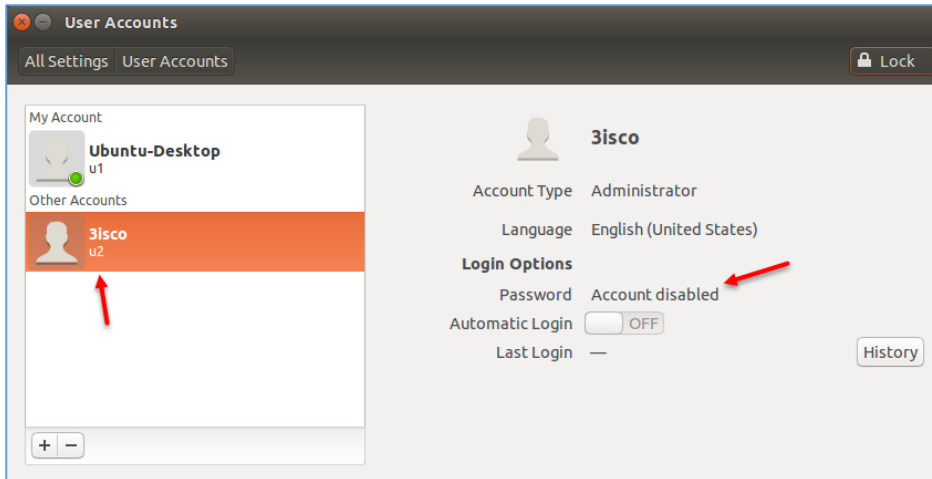 User Accounts
All Settings User Accounts
Lock
My Account
Ubuntu-Desktop
u1
Other Accounts
3isco
u2
3isco
Account Type Administrator
Language English (United States)
Login Options
Password Account disabled
Automatic Login OFF
Last Login —
History
+ −